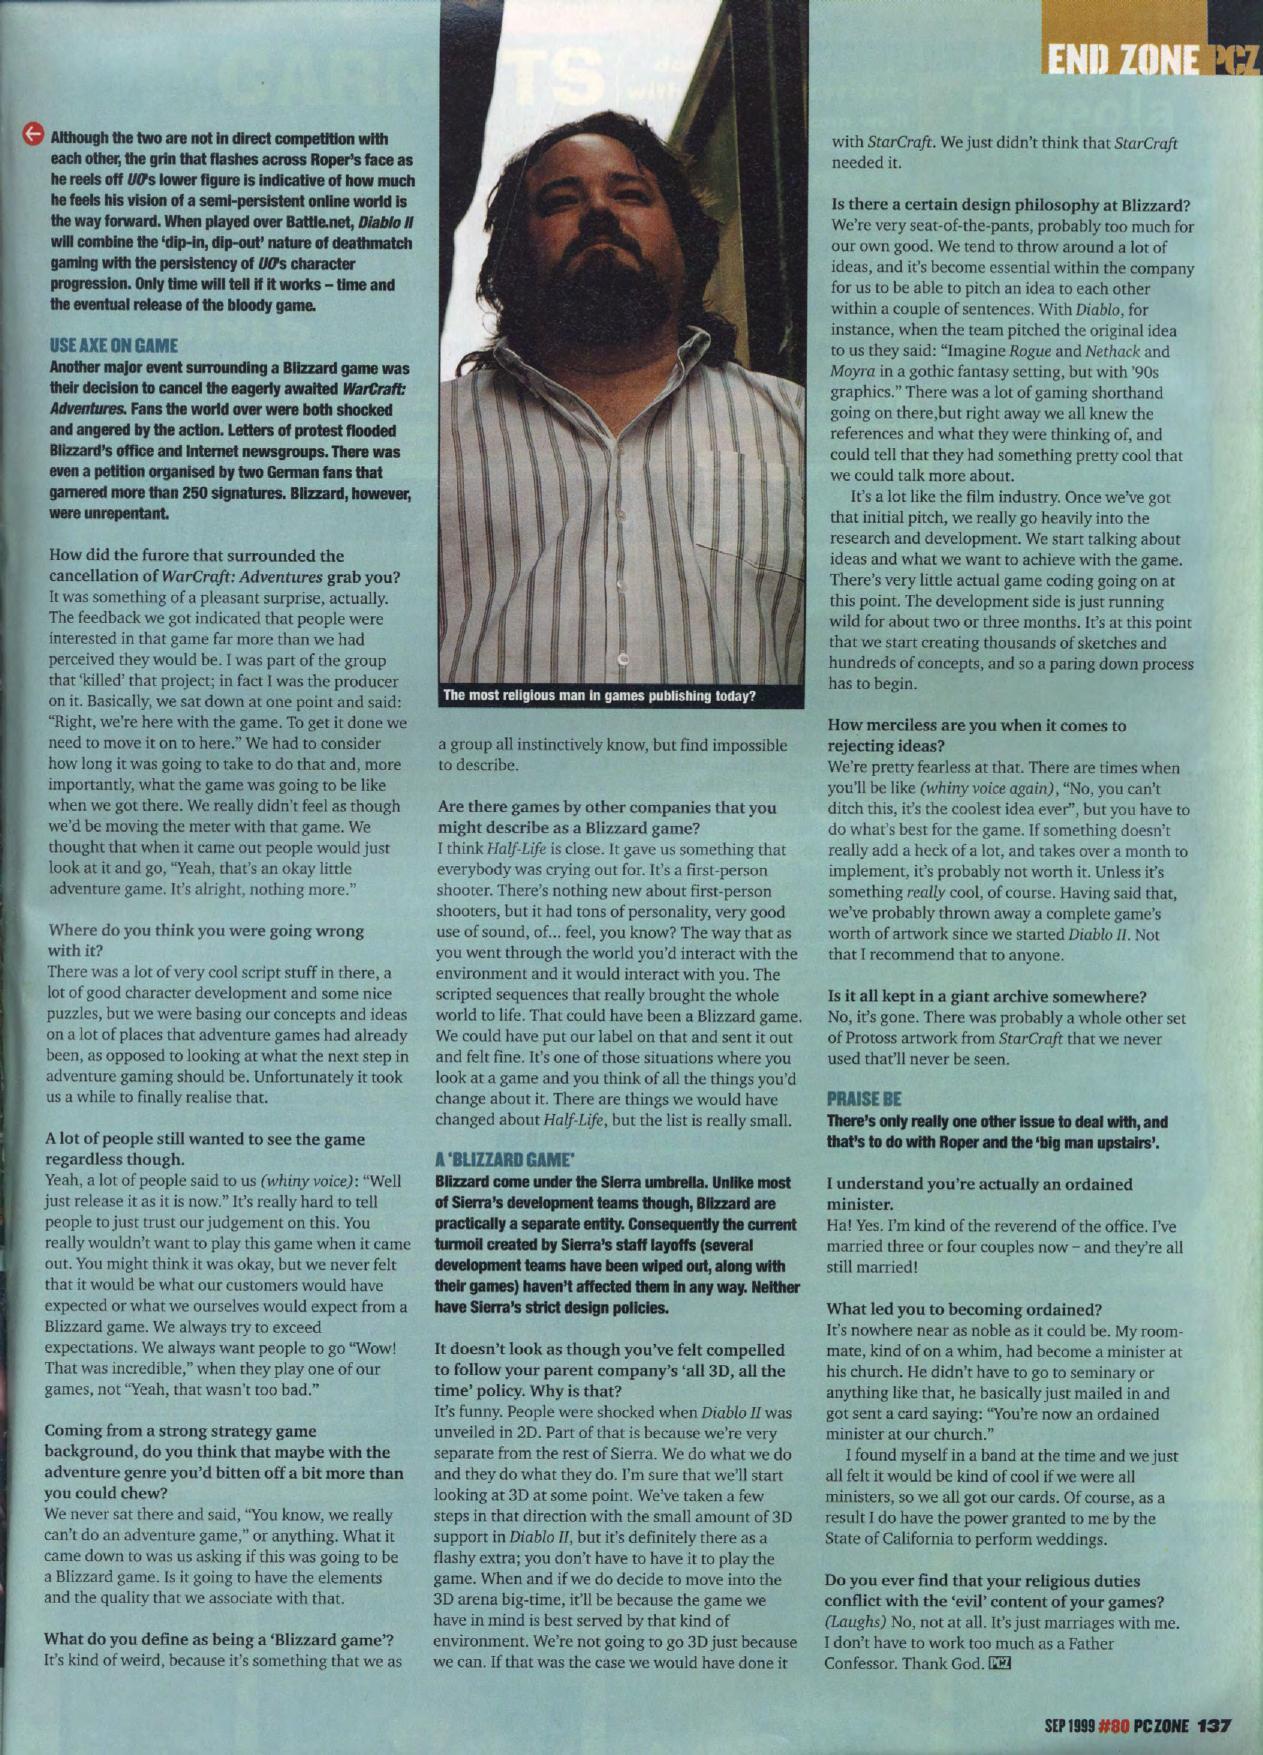 END ZONE PCZ
Although the two are not in direct competition with
each other, the grin that flashes across Roper's face as
he reels off UO's lower figure is indicative of how much
he feels his vision of a semi-persistent online world is
the way forward. When played over Battle.net, Diablo II
will combine the 'dip-in, dip-out' nature of deathmatch
gaming with the persistency of UO's character
progression. Only time will tell if it works – time and
the eventual release of the bloody game.
USE AXE ON GAME
Another major event surrounding a Blizzard game was
their decision to cancel the eagerly awaited WarCraft:
Adventures. Fans the world over were both shocked
and angered by the action. Letters of protest flooded
Blizzard's office and Internet newsgroups. There was
even a petition organised by two German fans that
garnered more than 250 signatures. Blizzard, however,
were unrepentant.
How did the furore that surrounded the
cancellation of WarCraft: Adventures grab you?
It was something of a pleasant surprise, actually.
The feedback we got indicated that people were
interested in that game far more than we had
perceived they would be. I was part of the group
that 'killed' that project; in fact I was the producer
on it. Basically, we sat down at one point and said:
"Right, we're here with the game. To get it done we
need to move it on to here." We had to consider
how long it was going to take to do that and, more
importantly, what the game was going to be like
when we got there. We really didn't feel as though
we'd be moving the meter with that game. We
thought that when it came out people would just
look at it and go, "Yeah, that's an okay little
adventure game. It's alright, nothing more."
Where do you think you were going wrong
with it?
There was a lot of very cool script stuff in there, a
lot of good character development and some nice
puzzles, but we were basing our concepts and ideas
on a lot of places that adventure games had already
been, as opposed to looking at what the next step in
adventure gaming should be. Unfortunately it took
us a while to finally realise that.
A lot of people still wanted to see the game
regardless though.
Yeah, a lot of people said to us (whiny voice): "Well
just release it as it is now." It's really hard to tell
people to just trust our judgement on this. You
really wouldn't want to play this game when it came
out. You might think it was okay, but we never felt
that it would be what our customers would have
expected or what we ourselves would expect from a
Blizzard game. We always try to exceed
expectations. We always want people to go "Wow!
That was incredible," when they play one of our
games, not "Yeah, that wasn't too bad."
Coming from a strong strategy game
background, do you think that maybe with the
adventure genre you'd bitten off a bit more than
you could chew?
We never sat there and said, "You know, we really
can't do an adventure game," or anything. What it
came down to was us asking if this was going to be
a Blizzard game. Is it going to have the elements
and the quality that we associate with that.
What do you define as being a 'Blizzard game'?
It's kind of weird, because it's something that we as
The most religious man in games publishing today?
a group all instinctively know, but find impossible
to describe.
Are there games by other companies that you
might describe as a Blizzard game?
I think Half-Life is close. It gave us something that
everybody was crying out for. It's a first-person
shooter. There's nothing new about first-person
shooters, but it had tons of personality, very good
use of sound, of... feel, you know? The way that as
you went through the world you'd interact with the
environment and it would interact with you. The
scripted sequences that really brought the whole
world to life. That could have been a Blizzard game.
We could have put our label on that and sent it out
and felt fine. It's one of those situations where you
look at a game and you think of all the things you'd
change about it. There are things we would have
changed about Half-Life, but the list is really small.
A 'BLIZZARD GAME'
Blizzard come under the Sierra umbrella. Unlike most
of Sierra's development teams though, Blizzard are
practically a separate entity. Consequently the current
turmoil created by Sierra's staff layoffs (several
development teams have been wiped out, along with
their games) haven't affected them in any way. Neither
have Sierra's strict design policies.
It doesn't look as though you've felt compelled
to follow your parent company's 'all 3D, all the
time' policy. Why is that?
It's funny. People were shocked when Diablo II was
unveiled in 2D. Part of that is because we're very
separate from the rest of Sierra. We do what we do
and they do what they do. I'm sure that we'll start
looking at 3D at some point. We've taken a few
steps in that direction with the small amount of 3D
support in Diablo II, but it's definitely there as a
flashy extra; you don't have to have it to play the
game. When and if we do decide to move into the
3D arena big-time, it'll be because the game we
have in mind is best served by that kind of
environment. We're not going to go 3D just because
we can. If that was the case we would have done it
with StarCraft. We just didn't think that StarCraft
needed it.
Is there a certain design philosophy at Blizzard?
We're very seat-of-the-pants, probably too much for
our own good. We tend to throw around a lot of
ideas, and it's become essential within the company
for us to be able to pitch an idea to each other
within a couple of sentences. With Diablo, for
instance, when the team pitched the original idea
to us they said: "Imagine Rogue and Nethack and
Moyra in a gothic fantasy setting, but with '90s
graphics." There was a lot of gaming shorthand
going on there,but right away we all knew the
references and what they were thinking of, and
could tell that they had something pretty cool that
we could talk more about.
It's a lot like the film industry. Once we've got
that initial pitch, we really go heavily into the
research and development. We start talking about
ideas and what we want to achieve with the game.
There's very little actual game coding going on at
this point. The development side is just running
wild for about two or three months. It's at this point
that we start creating thousands of sketches and
hundreds of concepts, and so a paring down process
has to begin.
How merciless are you when it comes to
rejecting ideas?
We're pretty fearless at that. There are times when
you'll be like (whiny voice again), "No, you can't
ditch this, it's the coolest idea ever", but you have to
do what's best for the game. If something doesn't
really add a heck of a lot, and takes over a month to
implement, it's probably not worth it. Unless it's
something really cool, of course. Having said that,
we've probably thrown away a complete game's
worth of artwork since we started Diablo II. Not
that I recommend that to anyone.
Is it all kept in a giant archive somewhere?
No, it's gone. There was probably a whole other set
of Protoss artwork from StarCraft that we never
used that'll never be seen.
PRAISE BE
There's only really one other issue to deal with, and
that's to do with Roper and the 'big man upstairs'.
I understand you're actually an ordained
minister.
Ha! Yes. I'm kind of the reverend of the office. I've
married three or four couples now – and they're all
still married!
What led you to becoming ordained?
It's nowhere near as noble as it could be. My room-
mate, kind of on a whim, had become a minister at
his church. He didn't have to go to seminary or
anything like that, he basically just mailed in and
got sent a card saying: "You're now an ordained
minister at our church."
I found myself in a band at the time and we just
all felt it would be kind of cool if we were all
ministers, so we all got our cards. Of course, as a
result I do have the power granted to me by the
State of California to perform weddings.
Do you ever find that your religious duties
conflict with the 'evil' content of your games?
(Laughs) No, not at all. It's just marriages with me.
I don't have to work too much as a Father
Confessor. Thank God. PCZ
SEP 1999 #80 PC ZONE 137